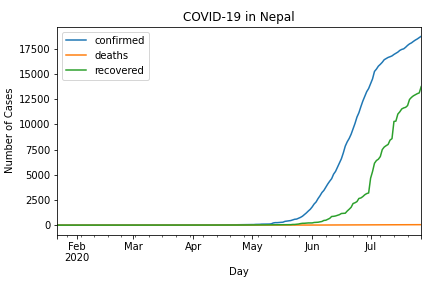 COVID-19 in Nepal
confirmed
deaths
recovered
Number of Cases
17500
15000
12500
10000
7500
5000
2500
0
Feb Mar Apr May Jun Jul
2020
Day